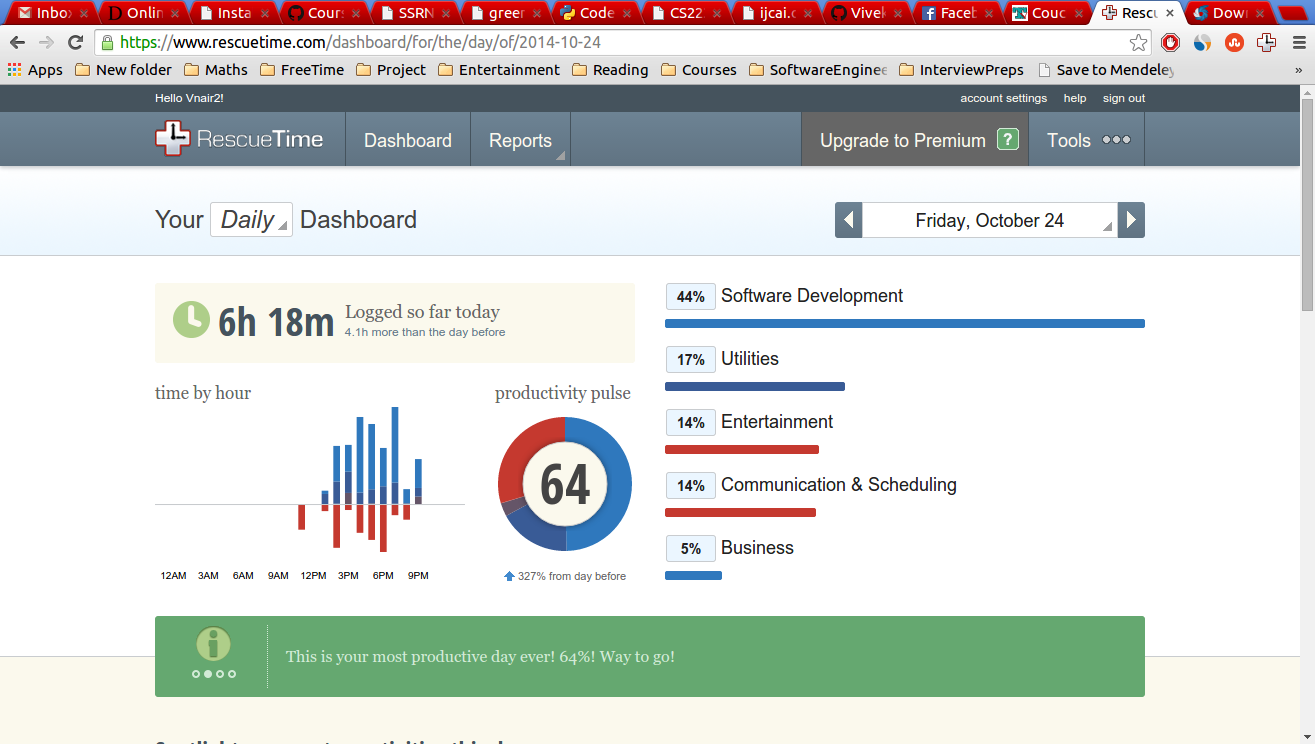 Inbox Onlin Insta Cours SSRN greer Code CS22 ijcai.c Vivek Facet Couc Rescu Down
https://www.rescuetime.com/dashboard/for/the/day/of/2014-10-24
Apps New folder Maths FreeTime Project Entertainment Reading Courses SoftwareEnginee InterviewPreps Save to Mendeley »
Hello Vnair2! account settings help sign out
RescueTime Dashboard Reports Upgrade to Premium ? Tools
Your Daily Dashboard Friday, October 24
6h 18m Logged so far today
4.1h more than the day before
time by hour
12AM 3AM 6AM 9AM 12PM 3PM 6PM 9PM
productivity pulse
64
327% from day before
44% Software Development
17% Utilities
14% Entertainment
14% Communication & Scheduling
5% Business
This is your most productive day ever! 64%! Way to go!